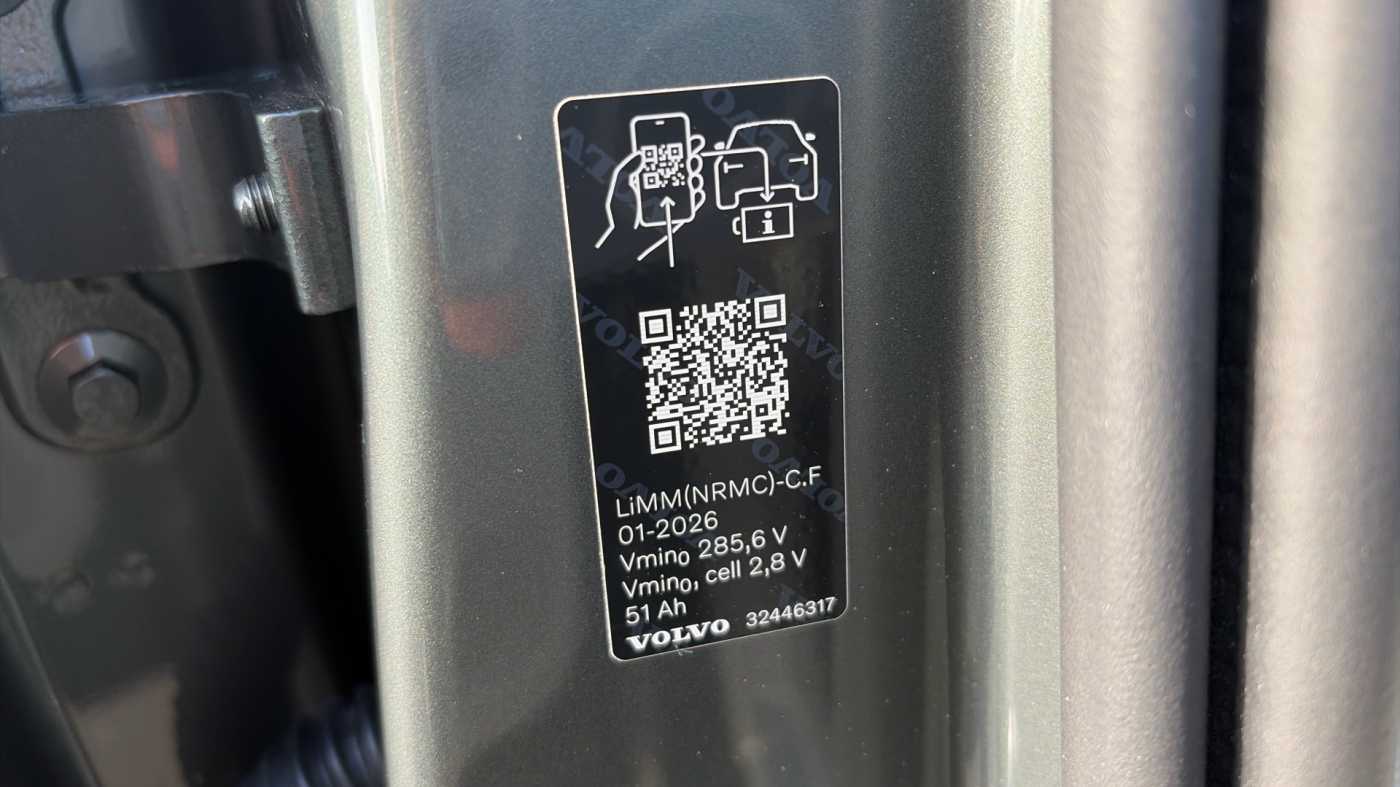 LiMM(NRMC)-C.F
01-2026
Vmin₀ 285,6 V
Vmin₀, cell 2,8 V
51 Ah
VOLVO 32446317